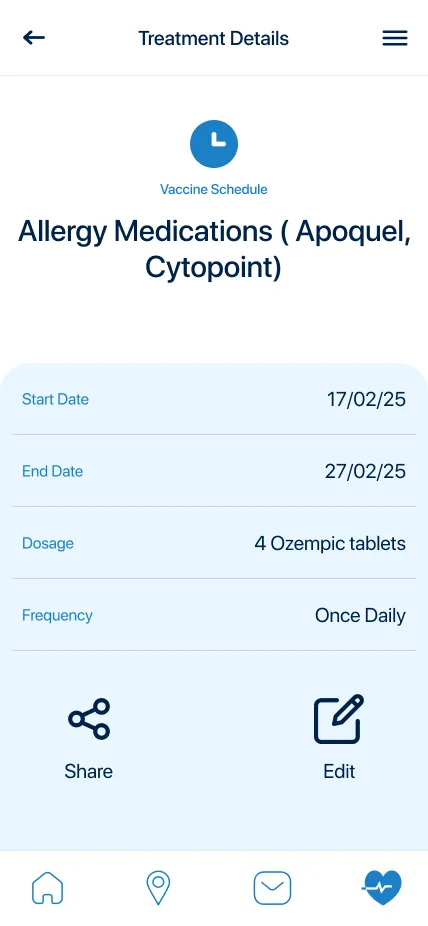 Treatment Details
Vaccine Schedule
Allergy Medications ( Apoquel,
Cytopoint)
Start Date 17/02/25
End Date 27/02/25
Dosage 4 Ozempic tablets
Frequency Once Daily
Share Edit